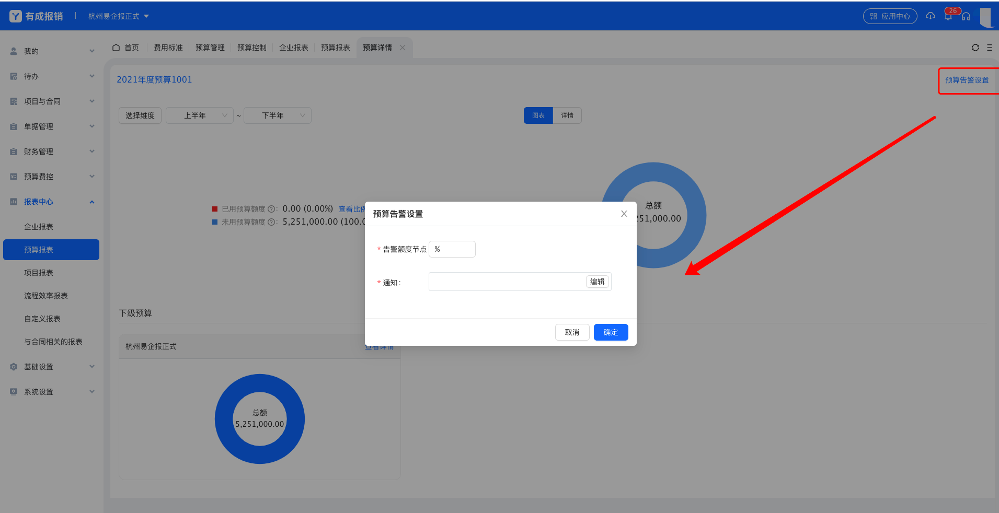 有成报销
杭州易企报正式
应用中心
26
首页
费用标准
预算管理
预算控制
企业报表
预算报表
预算详情
我的
待办
项目与合同
单据管理
财务管理
预算费控
报表中心
企业报表
预算报表
项目报表
流程效率报表
自定义报表
与合同相关的报表
基础设置
系统设置
2021年度预算1001
预算告警设置
选择维度
上半年
~
下半年
图表
详情
已用预算额度 ?: 0.00 (0.00%) 查看比例
未用预算额度 ?: 5,251,000.00 (100.0
总额
251,000.00
预算告警设置
* 告警额度节点
%
* 通知:
编辑
取消
确定
下级预算
杭州易企报正式
查看详情
总额
5,251,000.00